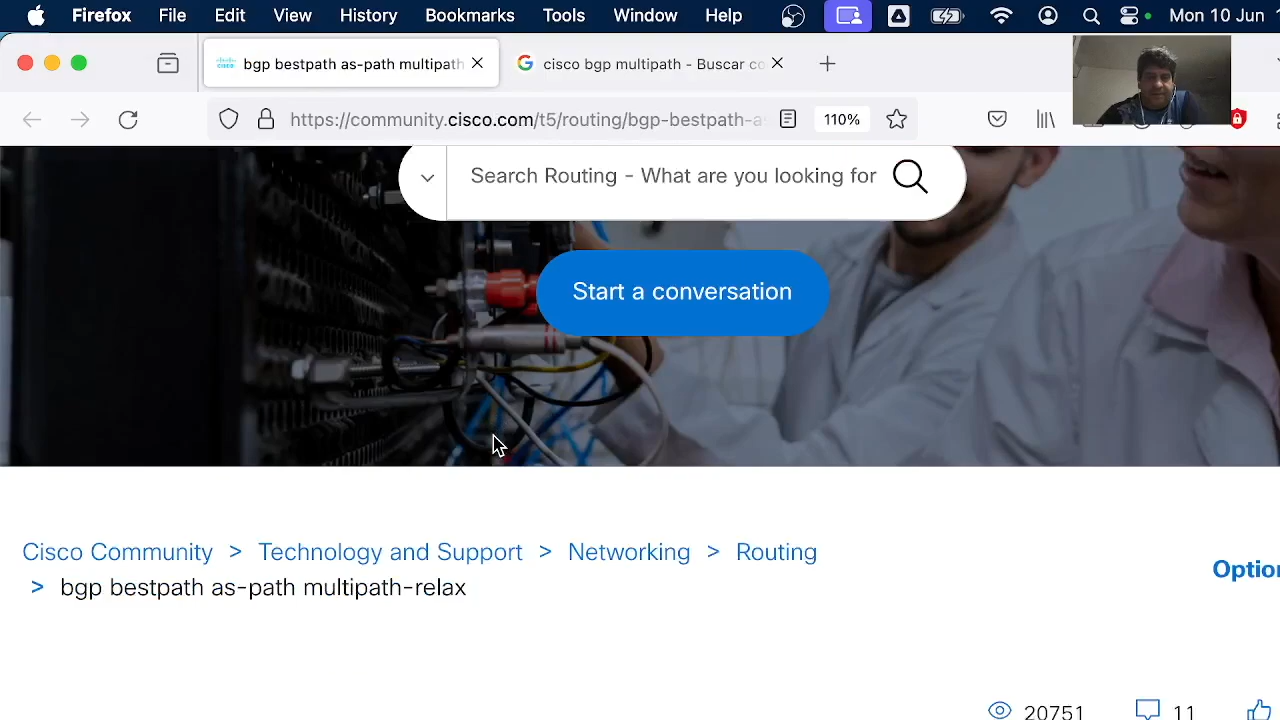 Firefox File Edit View History Bookmarks Tools Window Help Mon 10 Jun
bgp bestpath as-path multipath
cisco bgp multipath - Buscar co
https://community.cisco.com/t5/routing/bgp-bestpath-a
110%
Search Routing - What are you looking for
Start a conversation
Cisco Community > Technology and Support > Networking > Routing
> bgp bestpath as-path multipath-relax
Option
20751 11